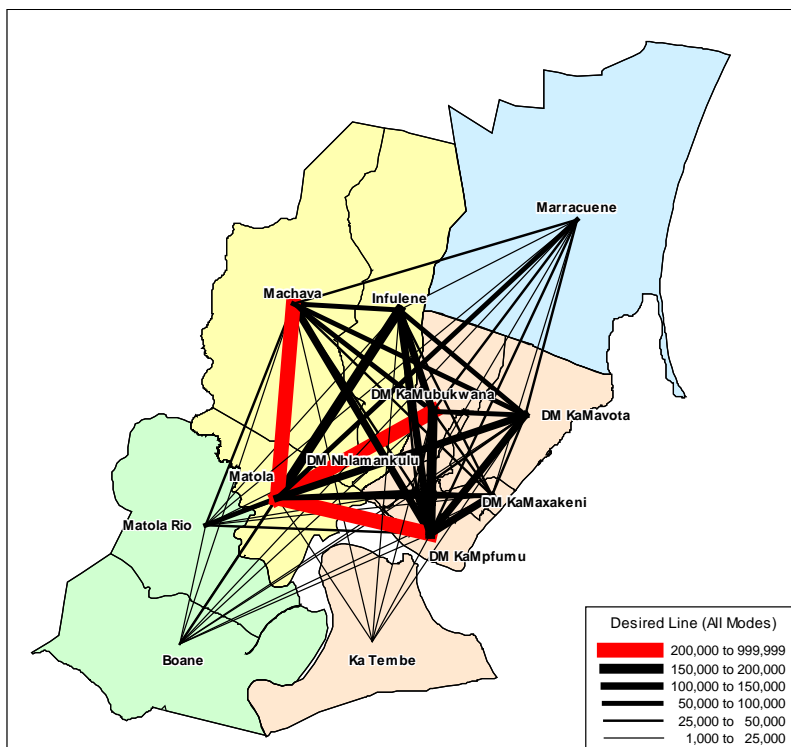 Marracuene
Machava
Infulene
DM KaMubukwana
DM KaMavota
DM Nhlamankulu
Matola
DM KaMaxakeni
Matola Rio
DM KaMpfumu
Boane
Ka Tembe
Desired Line (All Modes)
200,000 to 999,999
150,000 to 200,000
100,000 to 150,000
50,000 to 100,000
25,000 to 50,000
1,000 to 25,000